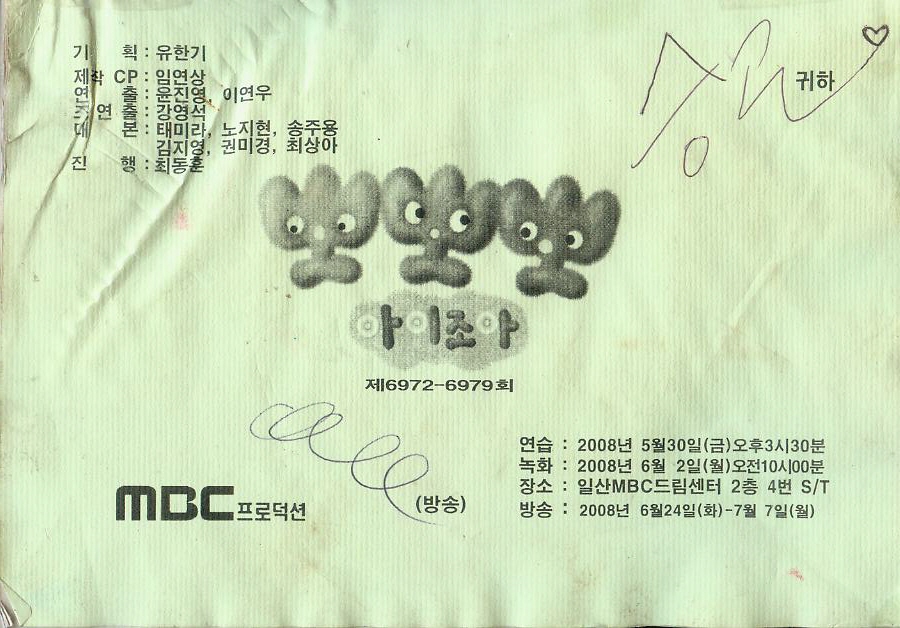 기 획 : 유한기
제작 CP : 임연상
연 출 : 윤진영, 이연우
조연출 : 강영석
대 본 : 태미라, 노지현, 송주용
김지영, 권미경, 최상아
진 행 : 최동훈
귀하
아이조아
제6972-6979회
연습 : 2008년 5월30일(금)오후3시30분
녹화 : 2008년 6월 2일(월)오전10시00분
장소 : 일산MBC드림센터 2층 4번 S/T
방송 : 2008년 6월24일(화)-7월 7일(월)
MBC프로덕션
(방송)